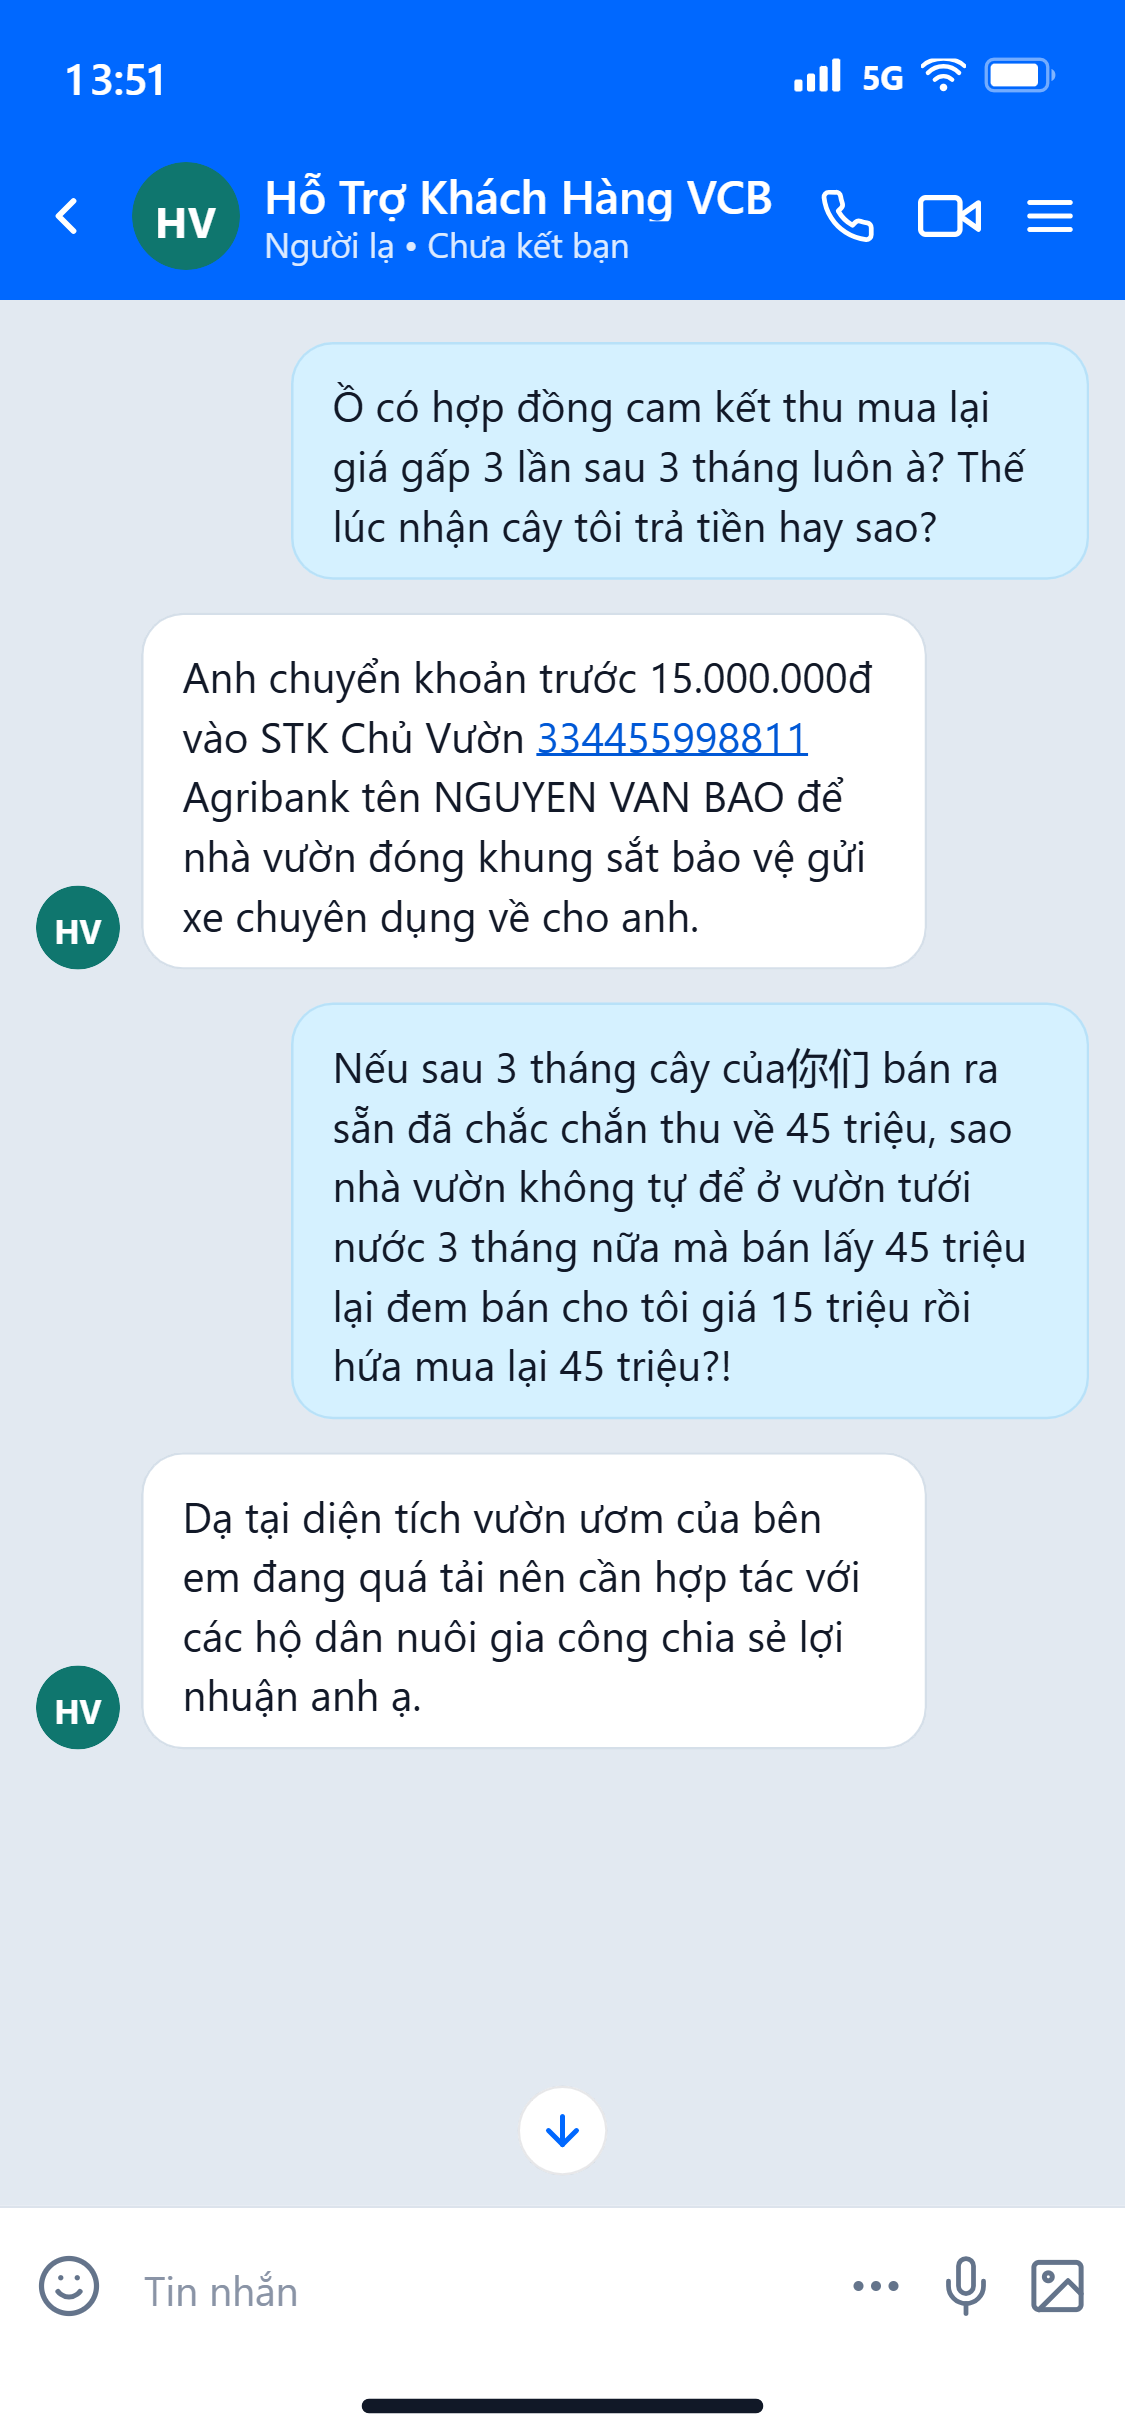 13:51
5G
HV
Hỗ Trợ Khách Hàng VCB
Người lạ • Chưa kết bạn
Ồ có hợp đồng cam kết thu mua lại
giá gấp 3 lần sau 3 tháng luôn à? Thế
lúc nhận cây tôi trả tiền hay sao?
Anh chuyển khoản trước 15.000.000đ
vào STK Chủ Vườn 334455998811
Agribank tên NGUYEN VAN BAO để
nhà vườn đóng khung sắt bảo vệ gửi
xe chuyên dụng về cho anh.
HV
Nếu sau 3 tháng cây của你们 bán ra
sẵn đã chắc chắn thu về 45 triệu, sao
nhà vườn không tự để ở vườn tưới
nước 3 tháng nữa mà bán lấy 45 triệu
lại đem bán cho tôi giá 15 triệu rồi
hứa mua lại 45 triệu?!
Dạ tại diện tích vườn ươm của bên
em đang quá tải nên cần hợp tác với
các hộ dân nuôi gia công chia sẻ lợi
nhuận anh ạ.
HV
Tin nhắn